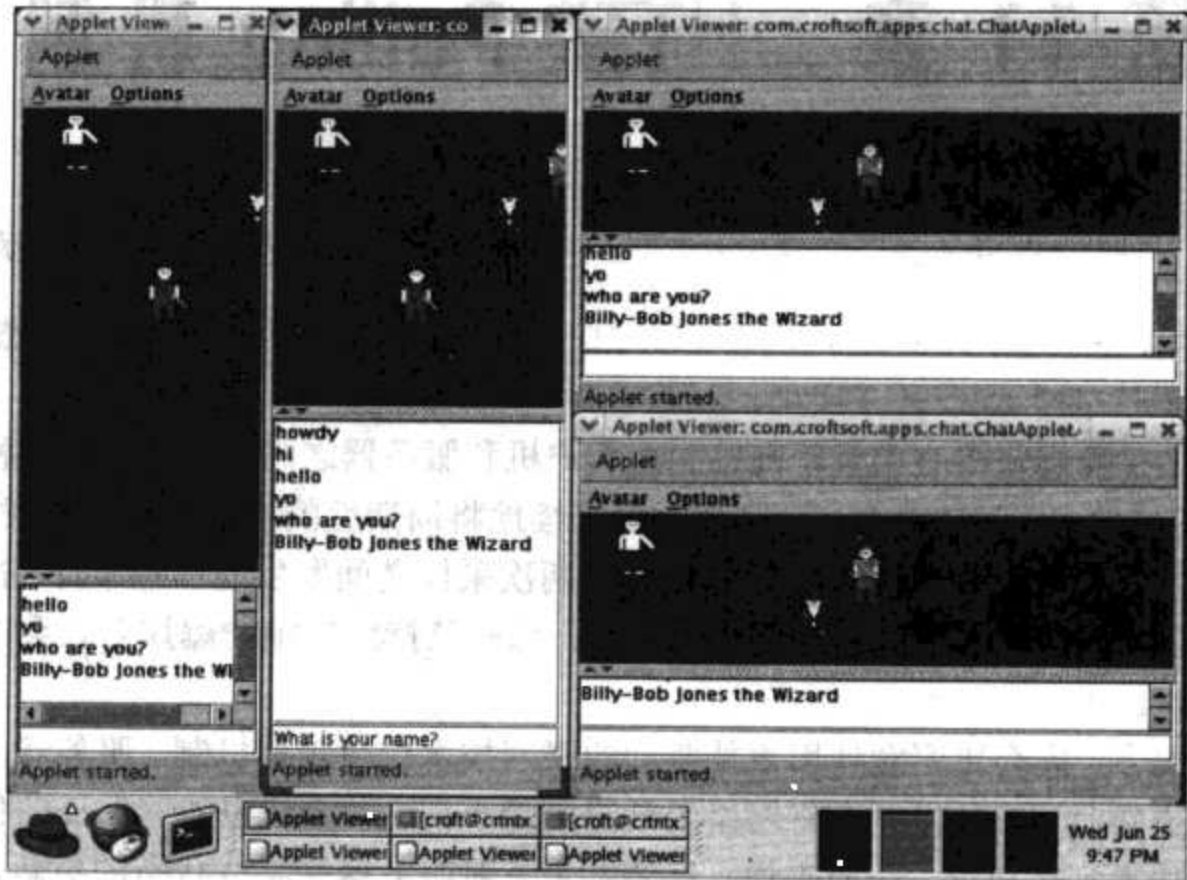 Applet View
Applet
Avatar Options
hello
yo
who are you?
Billy-Bob Jones the Wi
Applet started.
Applet Viewer: co
Applet
Avatar Options
howdy
hi
hello
yo
who are you?
Billy-Bob Jones the Wizard
What is your name?
Applet started.
Applet Viewer: com.croftsoft.apps.chat.ChatApplet.
Applet
Avatar Options
hello
yo
who are you?
Billy-Bob Jones the Wizard
Applet started.
Applet Viewer: com.croftsoft.apps.chat.ChatApplet.
Applet
Avatar Options
Billy-Bob Jones the Wizard
Applet started.
Applet Viewer [croft@crtntx [croft@crtntx
Applet Viewer Applet Viewer Applet Viewer
Wed Jun 25
9:47 PM